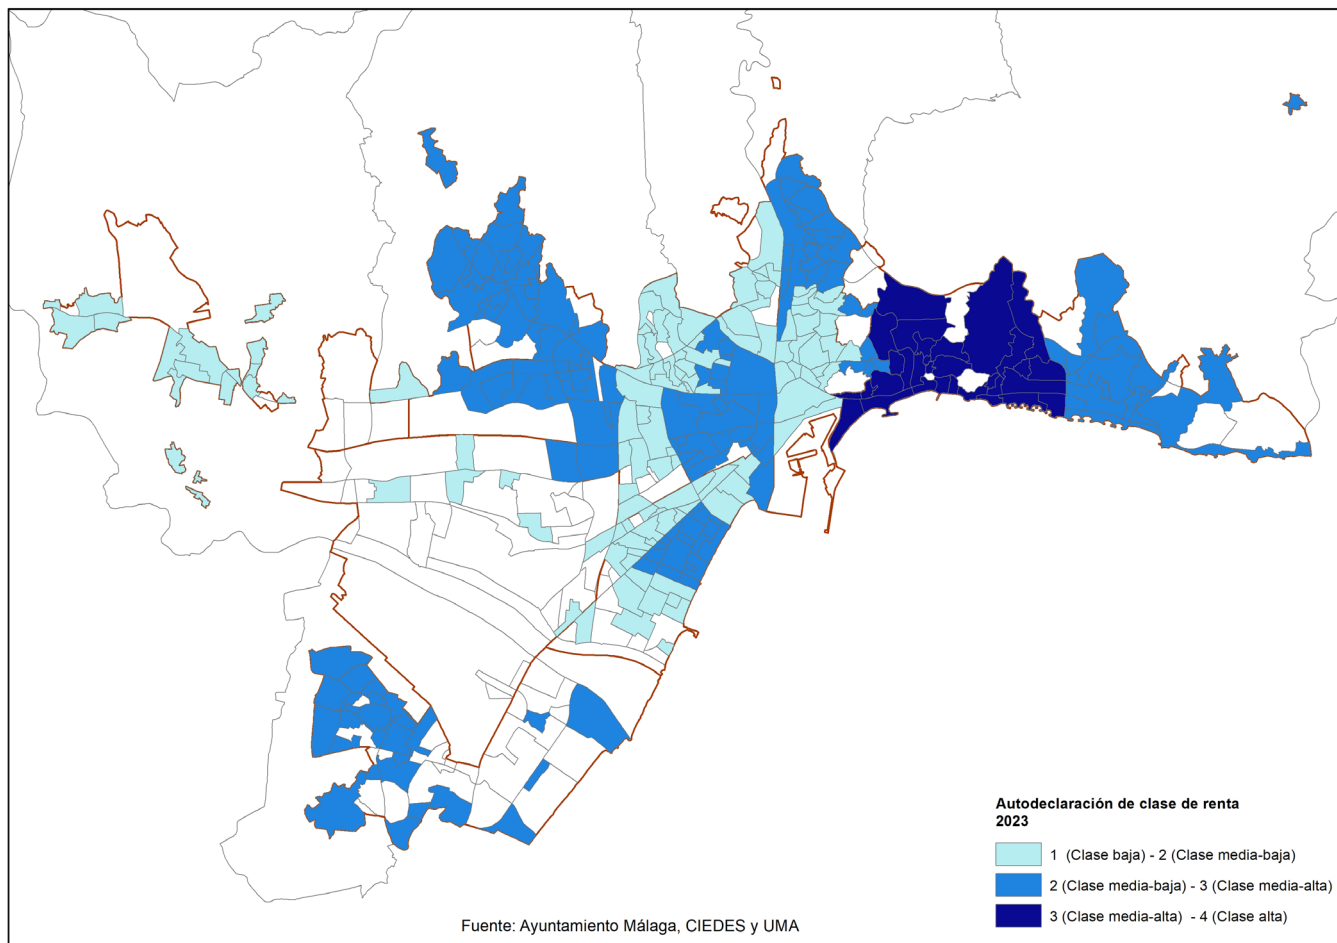 Autodeclaración de clase de renta
2023
1 (Clase baja) - 2 (Clase media-baja)
2 (Clase media-baja) - 3 (Clase media-alta)
3 (Clase media-alta) - 4 (Clase alta)
Fuente: Ayuntamiento Málaga, CIEDES y UMA